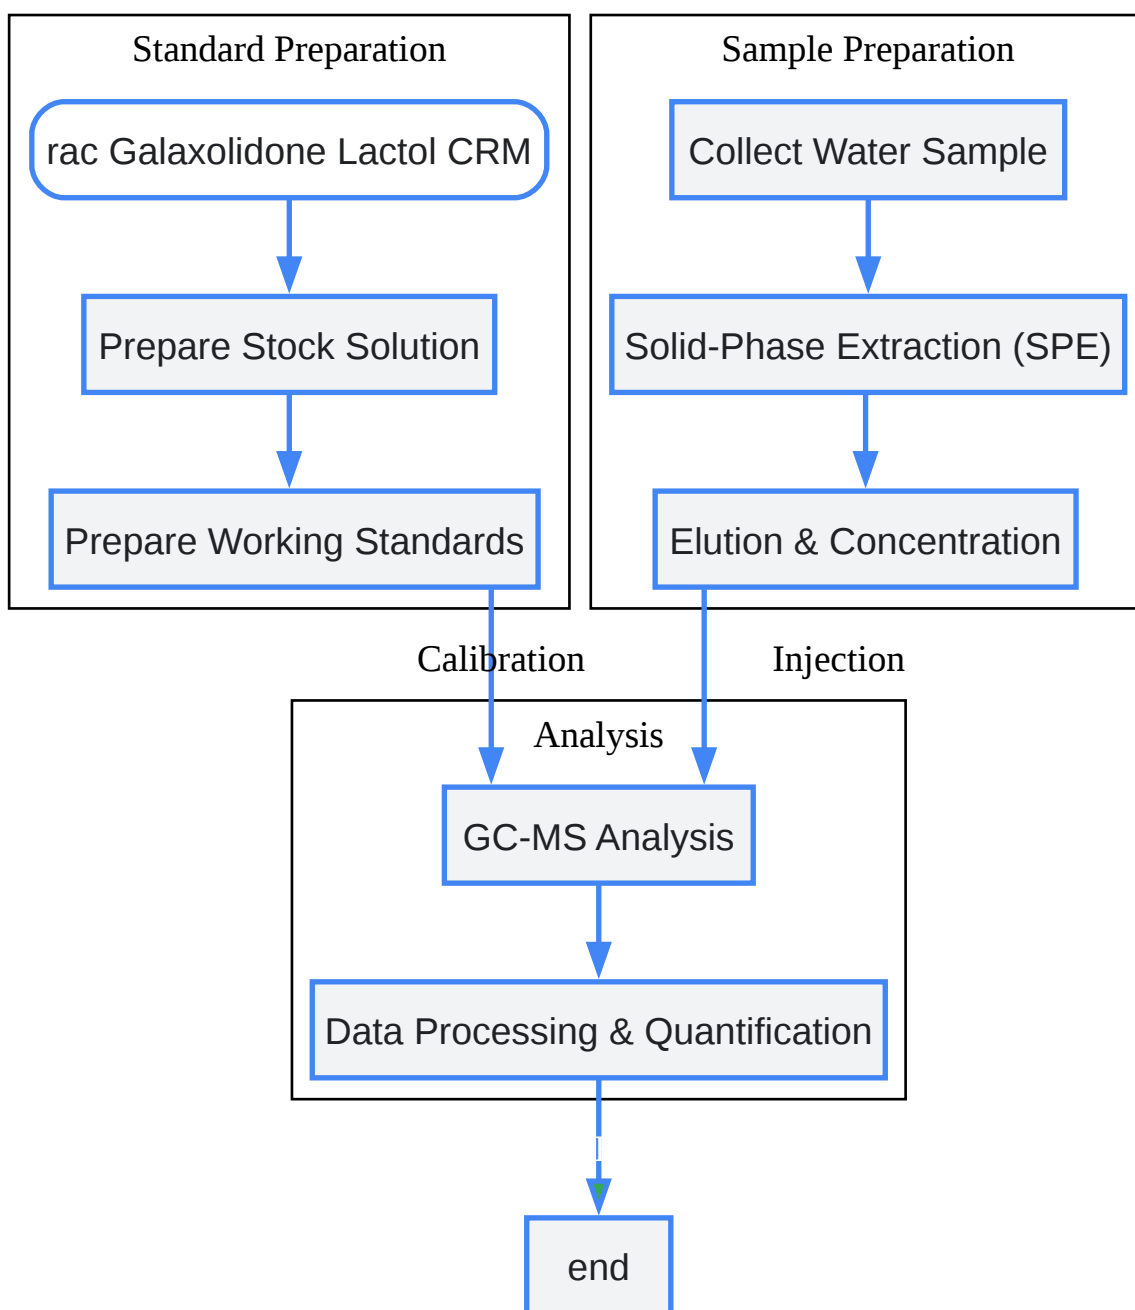 Standard Preparation
rac Galaxolidone Lactol CRM
Prepare Stock Solution
Prepare Working Standards
Sample Preparation
Collect Water Sample
Solid-Phase Extraction (SPE)
Elution & Concentration
Calibration
Injection
Analysis
GC-MS Analysis
Data Processing & Quantification
end